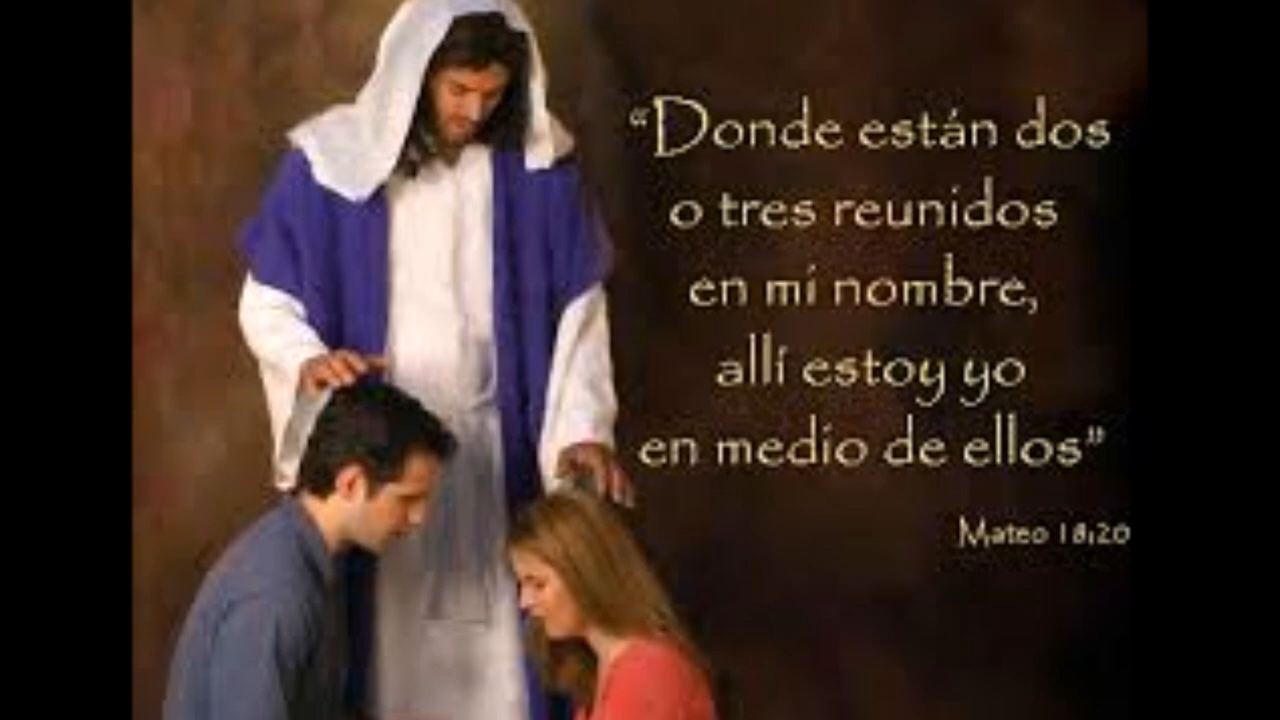 “Donde están dos
o tres reunidos
en mi nombre,
allí estoy yo
en medio de ellos”
Mateo 18:20